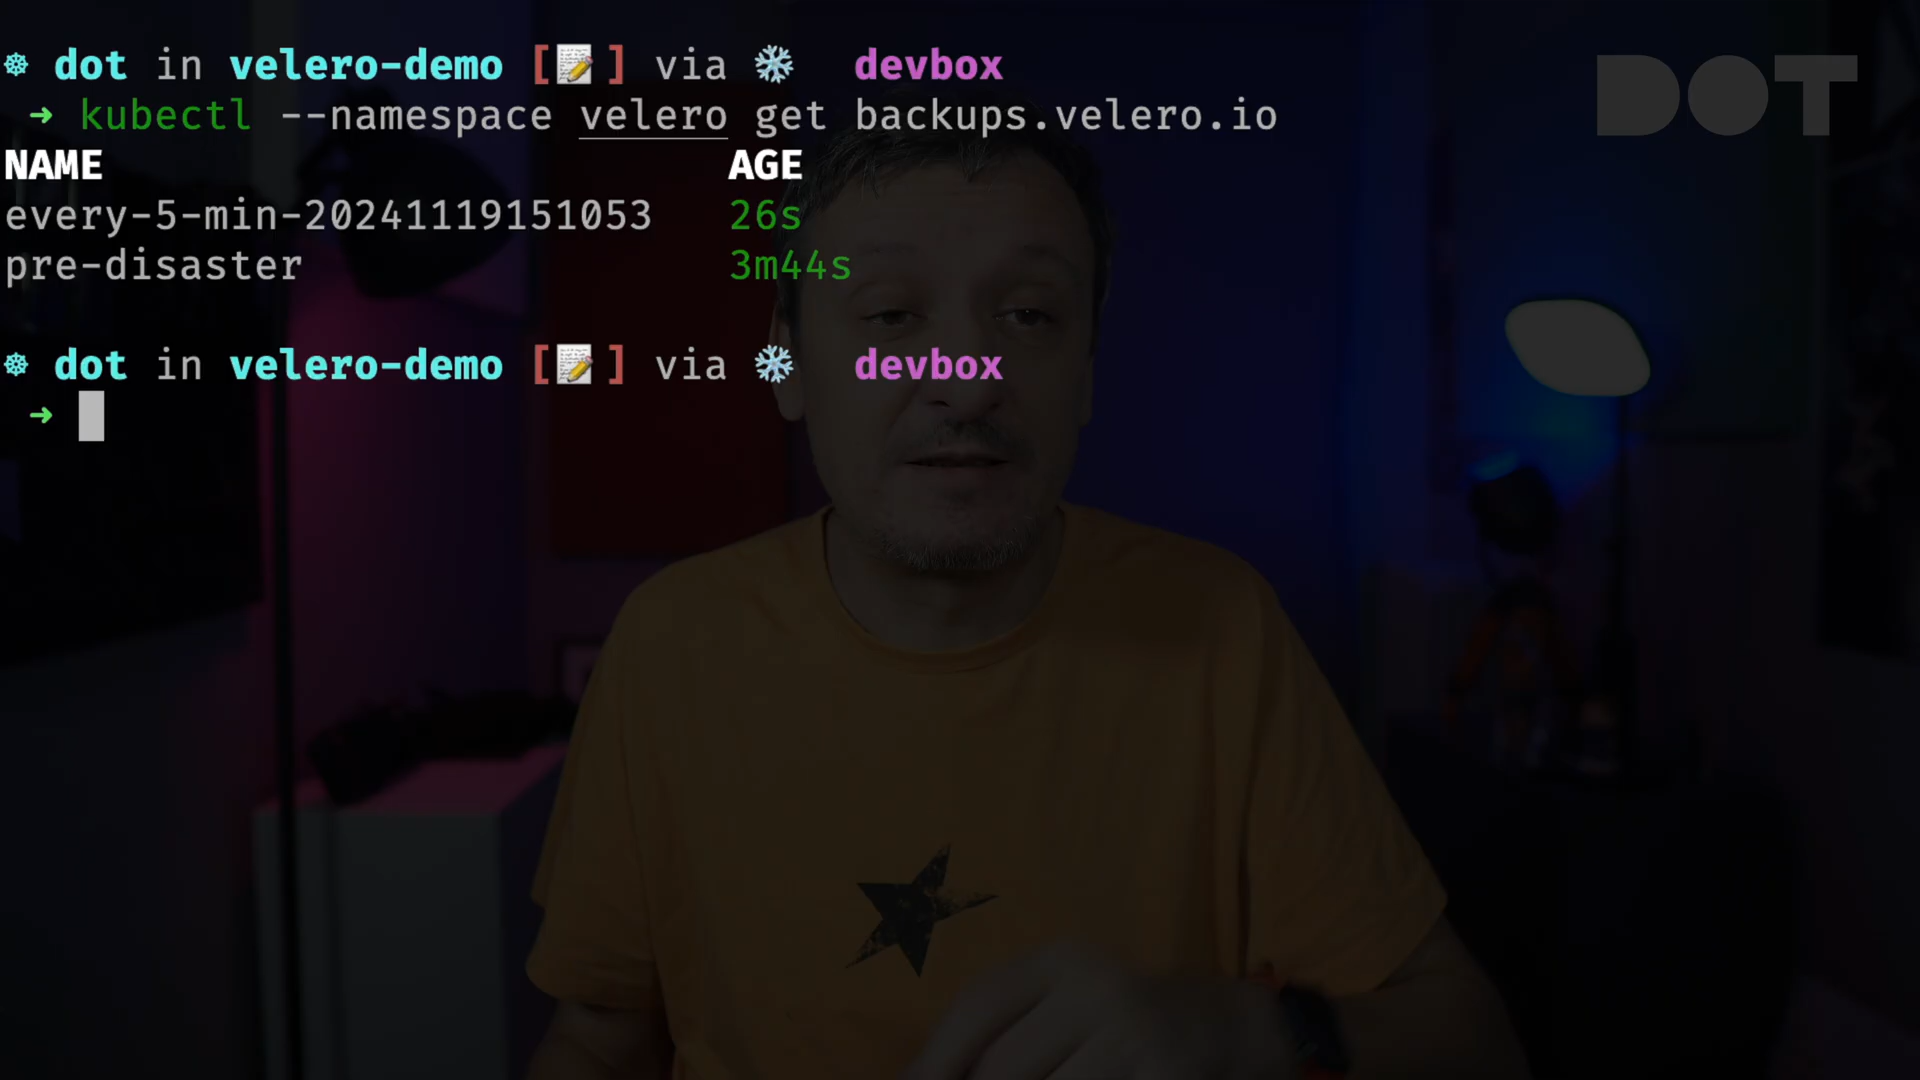 ☸ dot in velero-demo [📝 ] via ❄️ devbox
➜ kubectl --namespace velero get backups.velero.io
DOT
NAME AGE
every-5-min-20241119151053 26s
pre-disaster 3m44s
☸ dot in velero-demo [📝 ] via ❄️ devbox
➜